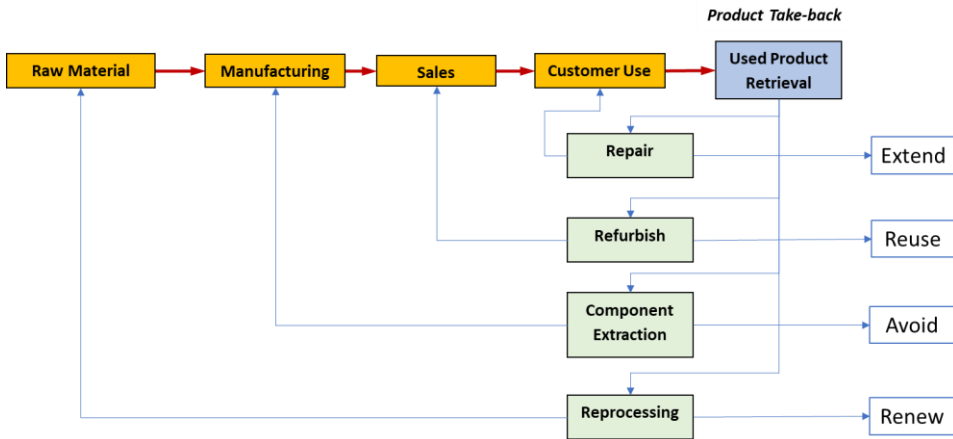 Product Take-back
Raw Material
Manufacturing
Sales
Customer Use
Used Product
Retrieval
Repair
Extend
Refurbish
Reuse
Component
Extraction
Avoid
Reprocessing
Renew